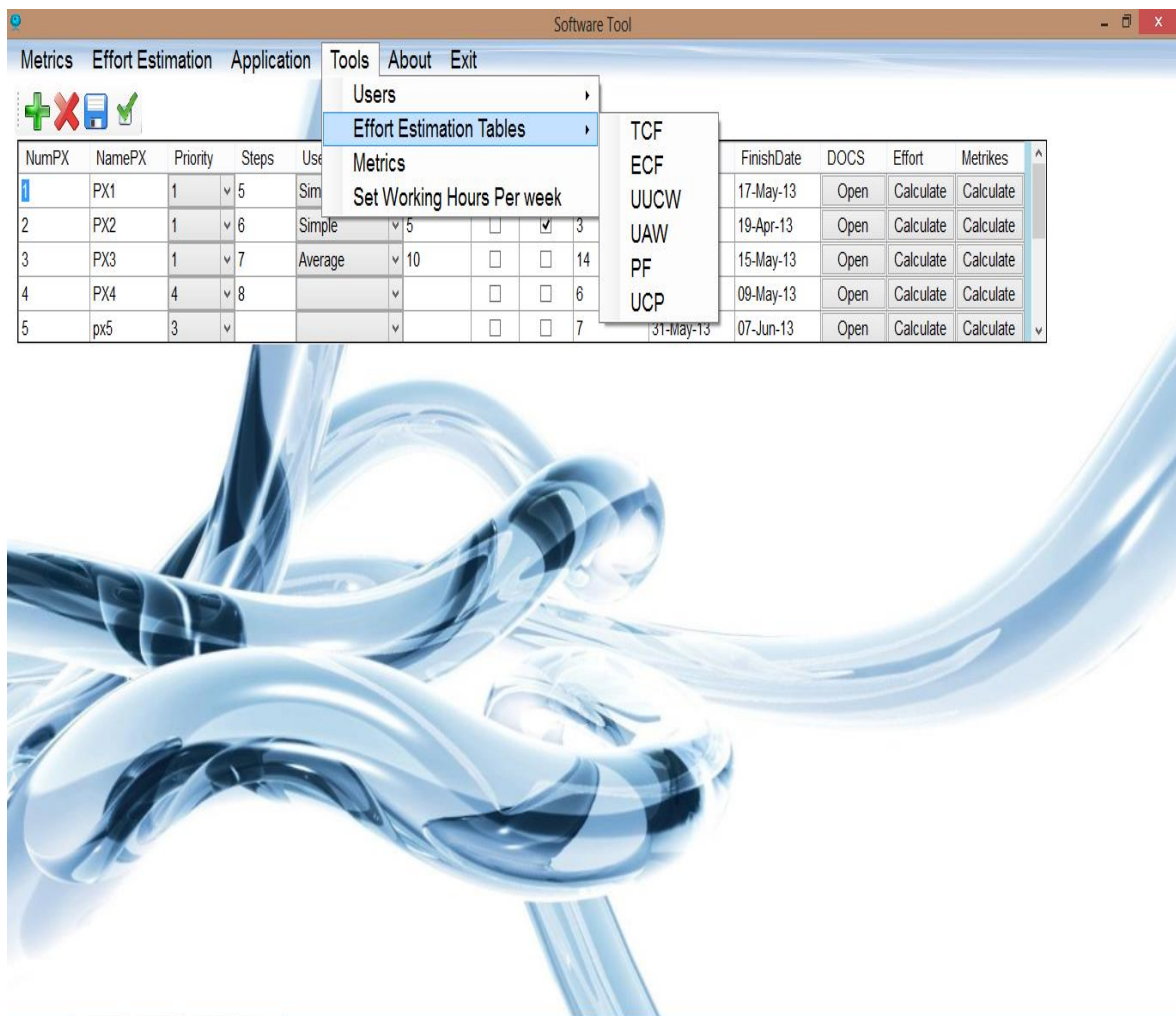 Software Tool
Metrics Effort Estimation Application Tools About Exit
Users
Effort Estimation Tables
Metrics
Set Working Hours Per week
TCF
ECF
UUCW
UAW
PF
UCP
NumPX NamePX Priority Steps FinishDate DOCS Effort Metrikes
1 PX1 1 5 17-May-13 Open Calculate Calculate
2 PX2 1 6 Simple 5 3 19-Apr-13 Open Calculate Calculate
3 PX3 1 7 Average 10 14 15-May-13 Open Calculate Calculate
4 PX4 4 8 6 09-May-13 Open Calculate Calculate
5 px5 3 7 31-May-13 07-Jun-13 Open Calculate Calculate